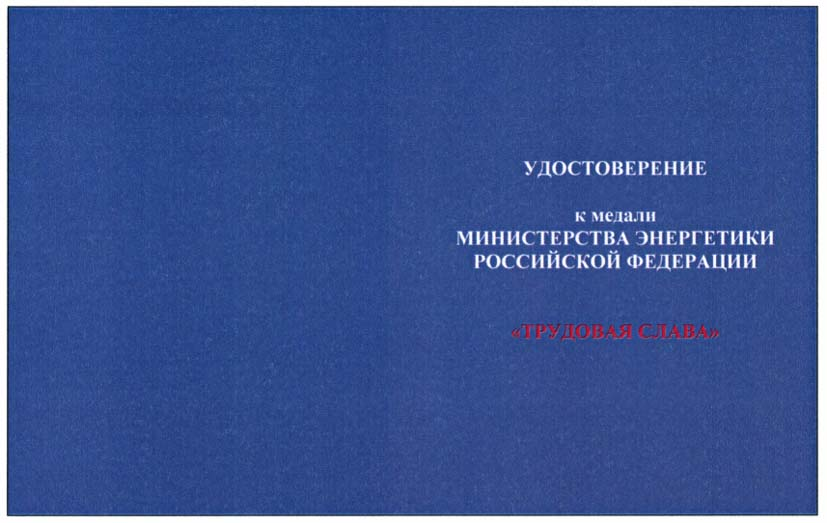 УДОСТОВЕРЕНИЕ
к медали
МИНИСТЕРСТВА ЭНЕРГЕТИКИ
РОССИЙСКОЙ ФЕДЕРАЦИИ
«ТРУДОВАЯ СЛАВА»